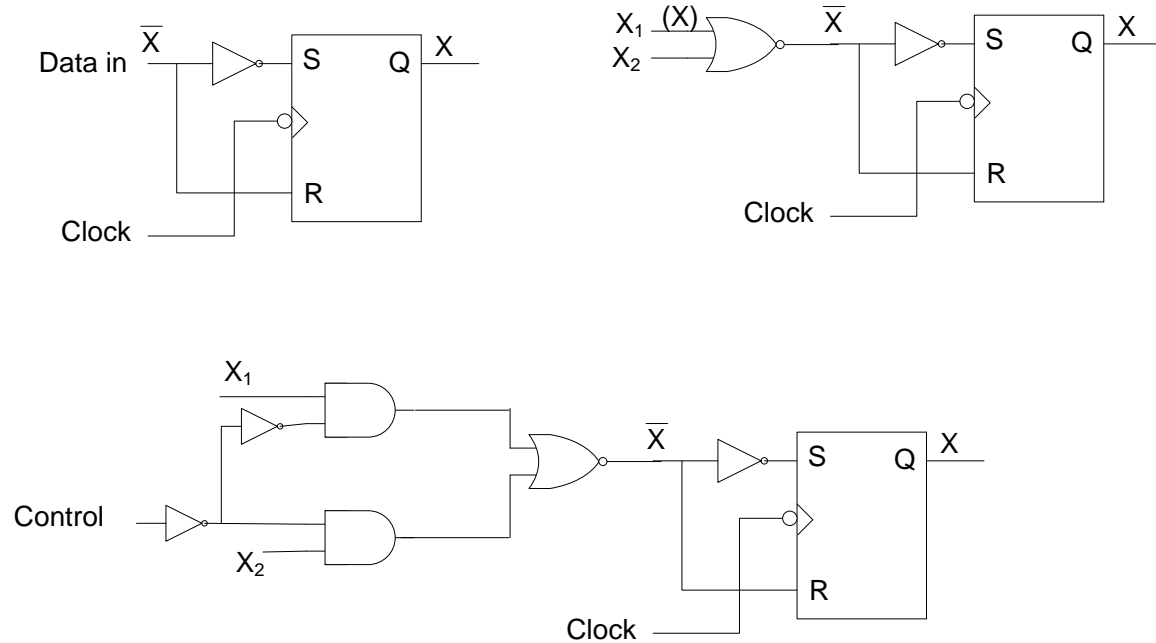 X̅
Data in
S
Q
X
R
Clock
X₁ (X)
X₂
X̅
S
Q
X
R
Clock
X₁
X₂
Control
X̅
S
Q
X
R
Clock